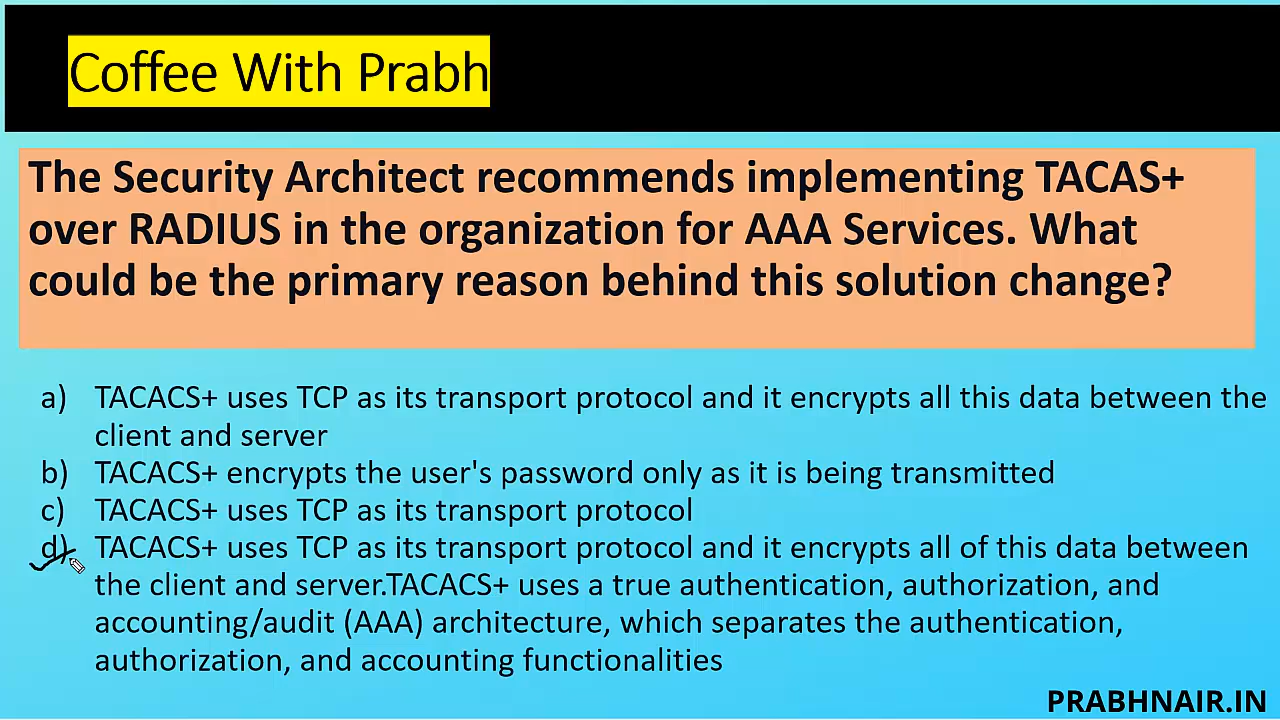 Coffee With Prabh
The Security Architect recommends implementing TACAS+
over RADIUS in the organization for AAA Services. What
could be the primary reason behind this solution change?
a) TACACS+ uses TCP as its transport protocol and it encrypts all this data between the
client and server
b) TACACS+ encrypts the user's password only as it is being transmitted
c) TACACS+ uses TCP as its transport protocol
d) TACACS+ uses TCP as its transport protocol and it encrypts all of this data between
the client and server.TACACS+ uses a true authentication, authorization, and
accounting/audit (AAA) architecture, which separates the authentication,
authorization, and accounting functionalities
PRABHNAIR.IN